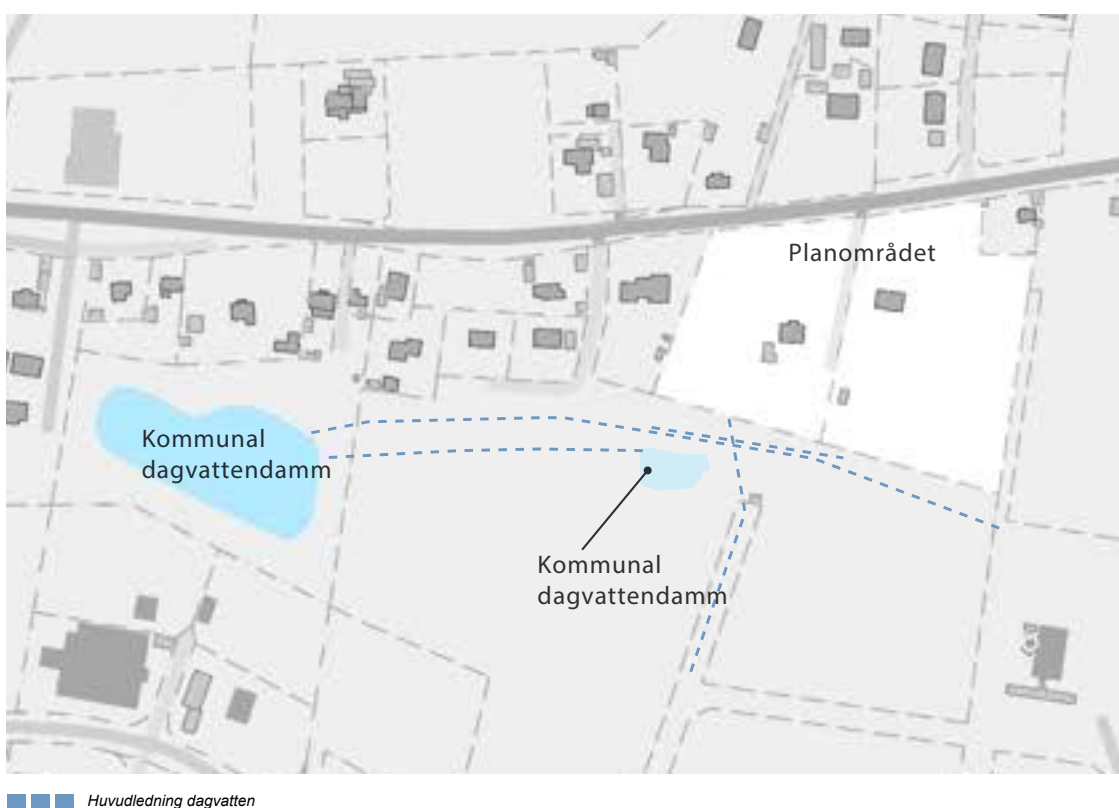 Planområdet
Kommunal
dagvattendamm
Kommunal
dagvattendamm
Huvudledning dagvatten